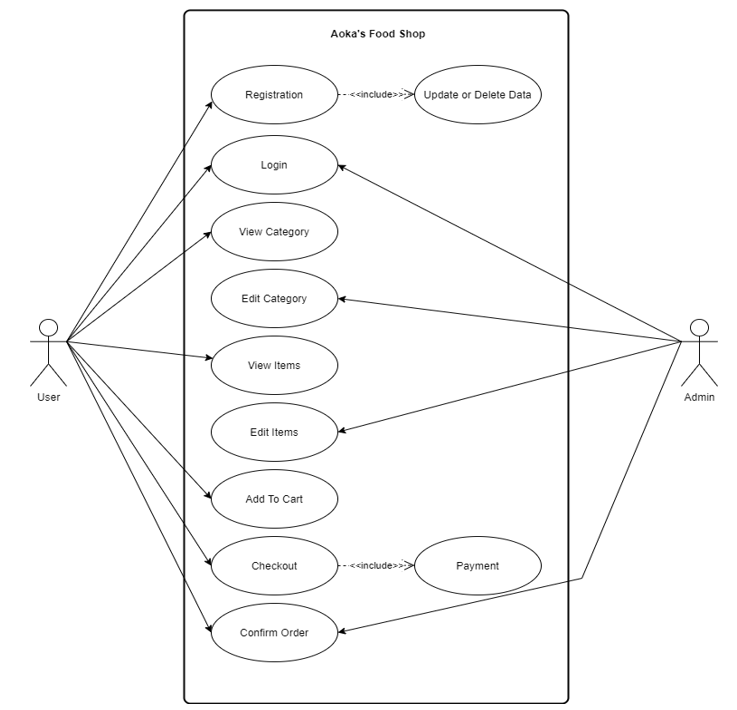 Aoka's Food Shop
Registration
<<include>>
Update or Delete Data
Login
View Category
Edit Category
View Items
User
Admin
Edit Items
Add To Cart
Checkout
<<include>>
Payment
Confirm Order